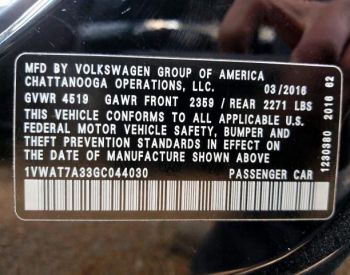 MFD BY VOLKSWAGEN GROUP OF AMERICA
CHATTANOOGA OPERATIONS, LLC. 03/2016
GVWR 4519 GAWR FRONT 2359 / REAR 2271 LBS
THIS VEHICLE CONFORMS TO ALL APPLICABLE U.S.
FEDERAL MOTOR VEHICLE SAFETY, BUMPER AND
THEFT PREVENTION STANDARDS IN EFFECT ON
THE DATE OF MANUFACTURE SHOWN ABOVE
1VWAT7A33GC044030 PASSENGER CAR
1230380 2016 62